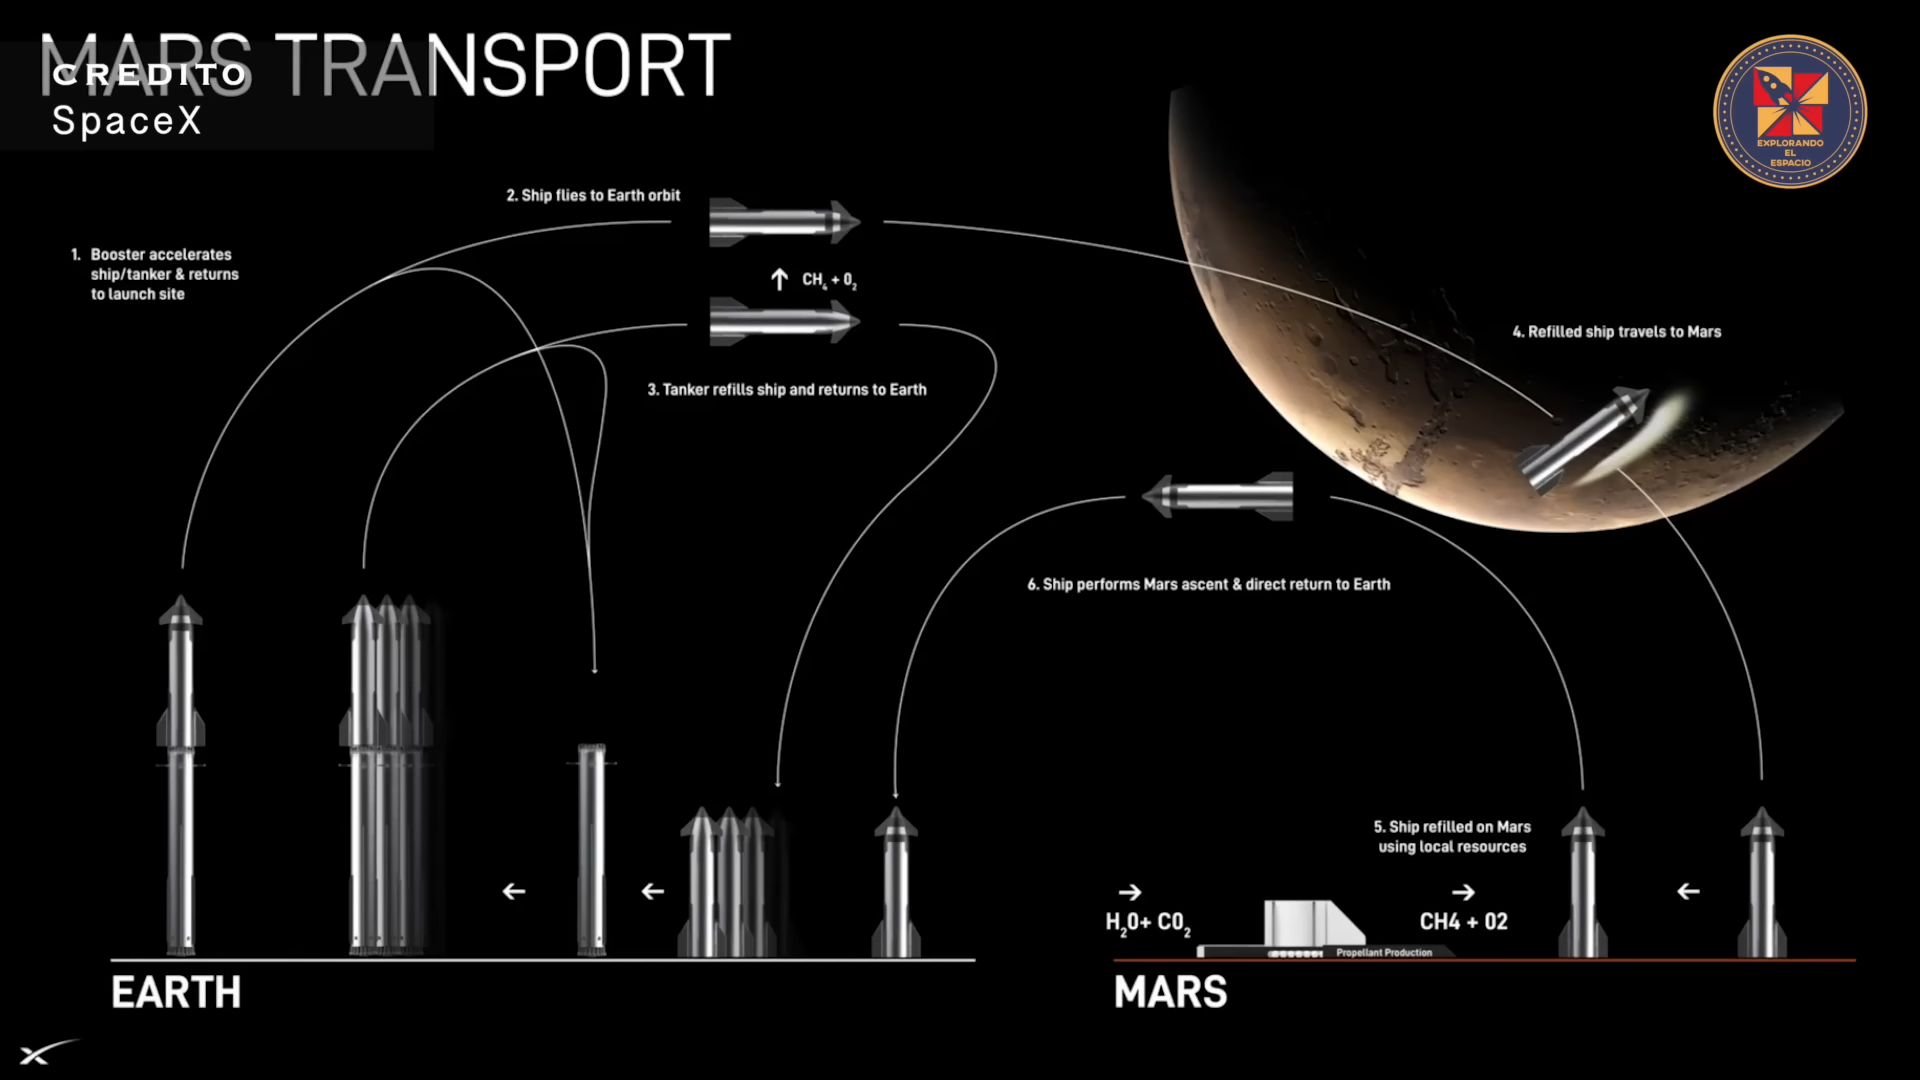 MARS TRANSPORT
CREDITO
SpaceX
EXPLORANDO
EL
ESPACIO
2. Ship flies to Earth orbit
1. Booster accelerates
ship/tanker & returns
to launch site
CH4 + O2
3. Tanker refills ship and returns to Earth
4. Refilled ship travels to Mars
6. Ship performs Mars ascent & direct return to Earth
5. Ship refilled on Mars
using local resources
H2O+ CO2
CH4 + O2
Propellant Production
EARTH
MARS